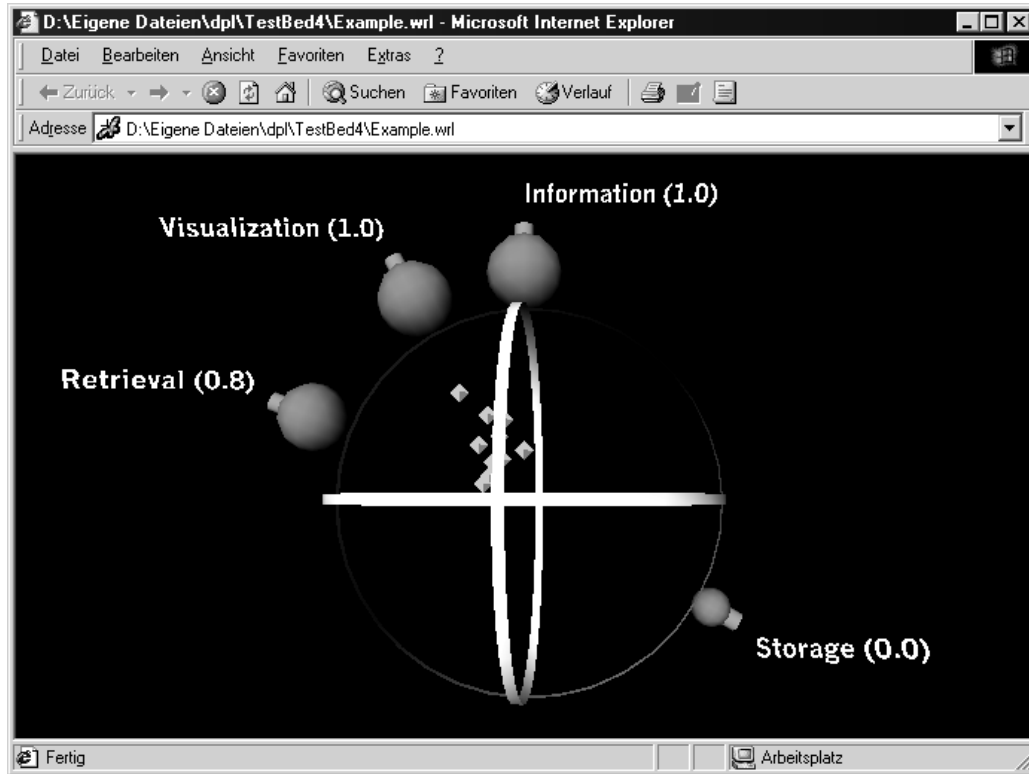 D:\Eigene Dateien\dpl\TestBed4\Example.wrl - Microsoft Internet Explorer
Datei Bearbeiten Ansicht Favoriten Extras ?
Zurück Suchen Favoriten Verlauf
Adresse D:\Eigene Dateien\dpl\TestBed4\Example.wrl
Information (1.0)
Visualization (1.0)
Retrieval (0.8)
Storage (0.0)
Fertig Arbeitsplatz